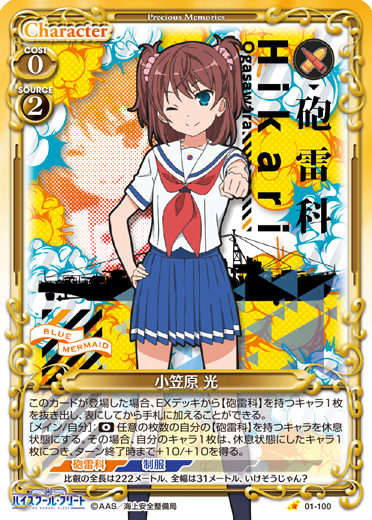 Precious Memories
Character
COST
0
SOURCE
2
砲雷科
Hikari
Ogasawara
BLUE
MERMAID
小笠原 光
このカードが登場した場合、EXデッキから【砲雷科】を持つキャラ1枚
を抜き出し、表にしてから手札に加えることができる。
[メイン/自分]:0 任意の枚数の自分の【砲雷科】を持つキャラを休息
状態にする。その場合、自分のキャラ1枚は、休息状態にしたキャラ
1枚につき、ターン終了時まで+10/+10を得る。
砲雷科 制服
比叡の全長は222メートル、全幅は31メートル、いけそうじゃん?
ハイスクール・フリート
©AAS/海上安全整備局
01-100